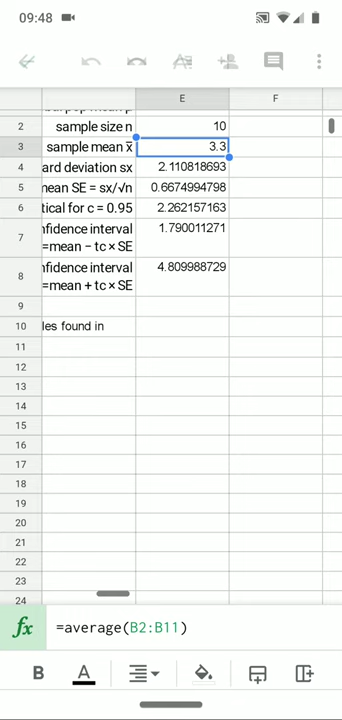 09:48
E F
2 sample size n 10
3 sample mean x̅ 3.3
4 ard deviation sx 2.110818693
5 mean SE = sx/√n 0.6674994798
6 tical for c = 0.95 2.262157163
7 nfidence interval 1.790011271
=mean − tc × SE
8 nfidence interval 4.809988729
=mean + tc × SE
9
10 les found in
11
12
13
14
15
16
17
18
19
20
21
22
23
24
fx =average(B2:B11)
B A